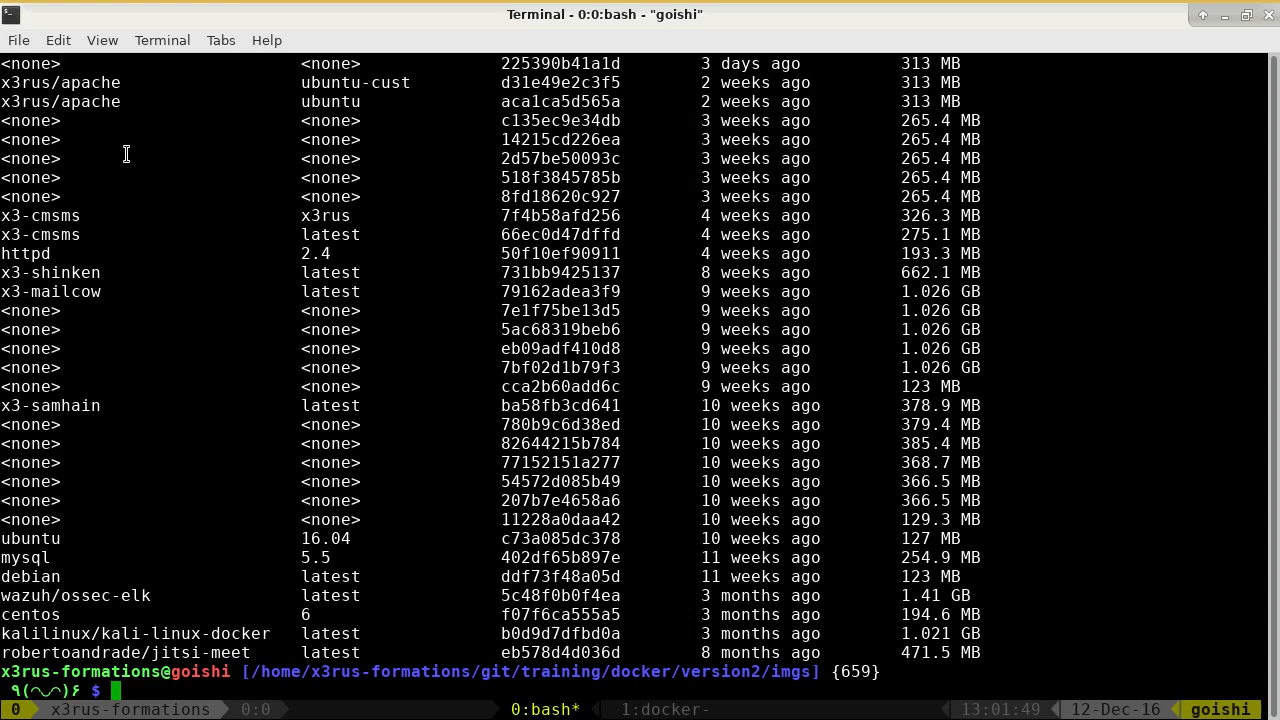 Terminal - 0:0:bash - "goishi"
File Edit View Terminal Tabs Help
<none> <none> 225390b41a1d 3 days ago 313 MB
x3rus/apache ubuntu-cust d31e49e2c3f5 2 weeks ago 313 MB
x3rus/apache ubuntu aca1ca5d565a 2 weeks ago 313 MB
<none> <none> c135ec9e34db 3 weeks ago 265.4 MB
<none> <none> 14215cd226ea 3 weeks ago 265.4 MB
<none> <none> 2d57be50093c 3 weeks ago 265.4 MB
<none> <none> 518f3845785b 3 weeks ago 265.4 MB
<none> <none> 8fd18620c927 3 weeks ago 265.4 MB
x3-cmsms x3rus 7f4b58afd256 4 weeks ago 326.3 MB
x3-cmsms latest 66ec0d47dffd 4 weeks ago 275.1 MB
httpd 2.4 50f10ef90911 4 weeks ago 193.3 MB
x3-shinken latest 731bb9425137 8 weeks ago 662.1 MB
x3-mailcow latest 79162adea3f9 9 weeks ago 1.026 GB
<none> <none> 7e1f75be13d5 9 weeks ago 1.026 GB
<none> <none> 5ac68319beb6 9 weeks ago 1.026 GB
<none> <none> eb09adf410d8 9 weeks ago 1.026 GB
<none> <none> 7bf02d1b79f3 9 weeks ago 1.026 GB
<none> <none> cca2b60add6c 9 weeks ago 123 MB
x3-samhain latest ba58fb3cd641 10 weeks ago 378.9 MB
<none> <none> 780b9c6d38ed 10 weeks ago 379.4 MB
<none> <none> 82644215b784 10 weeks ago 385.4 MB
<none> <none> 77152151a277 10 weeks ago 368.7 MB
<none> <none> 54572d085b49 10 weeks ago 366.5 MB
<none> <none> 207b7e4658a6 10 weeks ago 366.5 MB
<none> <none> 11228a0daa42 10 weeks ago 129.3 MB
ubuntu 16.04 c73a085dc378 10 weeks ago 127 MB
mysql 5.5 402df65b897e 11 weeks ago 254.9 MB
debian latest ddf73f48a05d 11 weeks ago 123 MB
wazuh/ossec-elk latest 5c48f0b0f4ea 3 months ago 1.41 GB
centos 6 f07f6ca555a5 3 months ago 194.6 MB
kalilinux/kali-linux-docker latest b0d9d7dfbd0a 3 months ago 1.021 GB
robertoandrade/jitsi-meet latest eb578d4d036d 8 months ago 471.5 MB
x3rus-formations@goishi [/home/x3rus-formations/git/training/docker/version2/imgs] {659}
٩(◠◡◠)۶ $
0 x3rus-formations 0:0 0:bash* 1:docker- 13:01:49 12-Dec-16 goishi